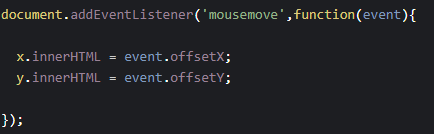 document.addEventListener('mousemove',function(event){
x.innerHTML = event.offsetX;
y.innerHTML = event.offsetY;
});